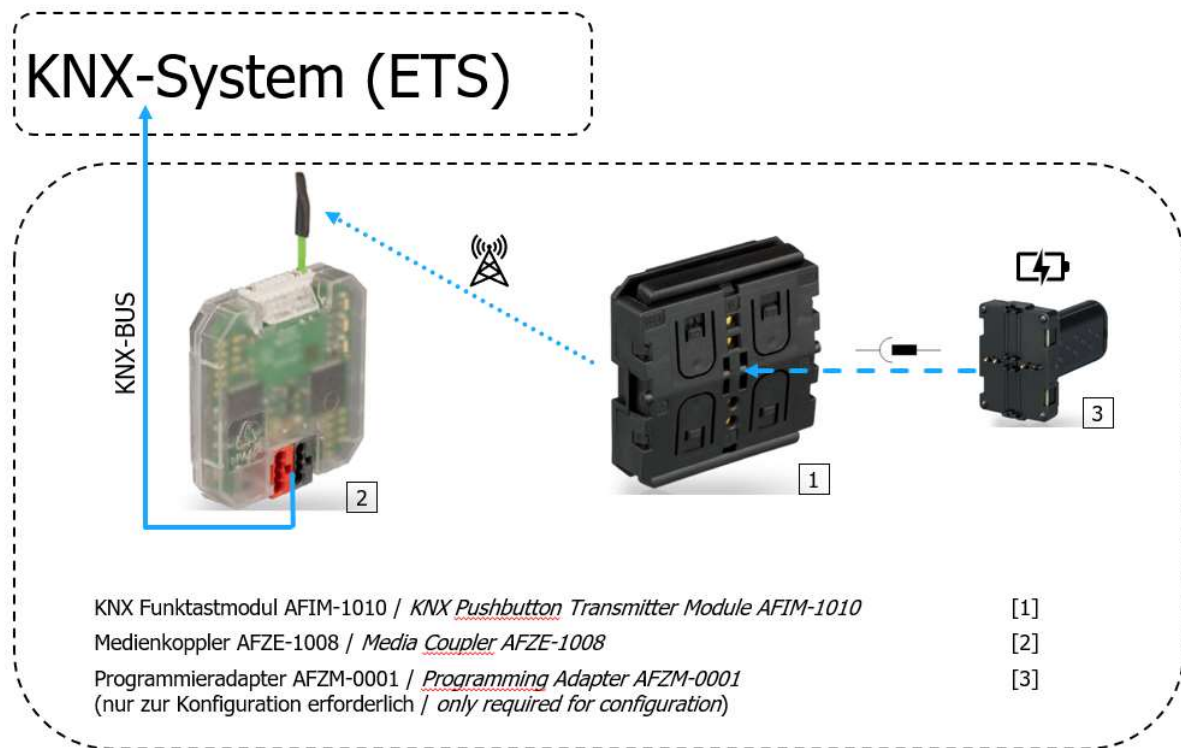 KNX-System (ETS)
KNX-BUS
2
1
3
KNX Funktastmodul AFIM-1010 / KNX Pushbutton Transmitter Module AFIM-1010 [1]
Medienkoppler AFZE-1008 / Media Coupler AFZE-1008 [2]
Programmieradapter AFZM-0001 / Programming Adapter AFZM-0001 [3]
(nur zur Konfiguration erforderlich / only required for configuration)